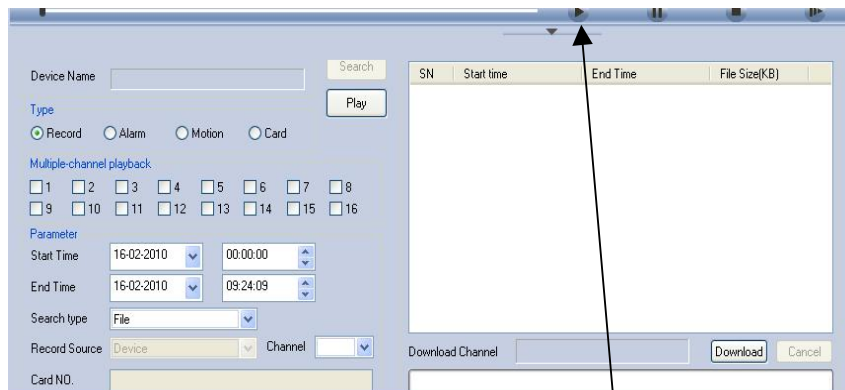 Device Name
Search
Play
Type
Record Alarm Motion Card
Multiple-channel playback
1 2 3 4 5 6 7 8
9 10 11 12 13 14 15 16
Parameter
Start Time 16-02-2010 00:00:00
End Time 16-02-2010 09:24:09
Search type File
Record Source Device Channel
Card NO.
SN Start time End Time File Size(KB)
Download Channel Download Cancel